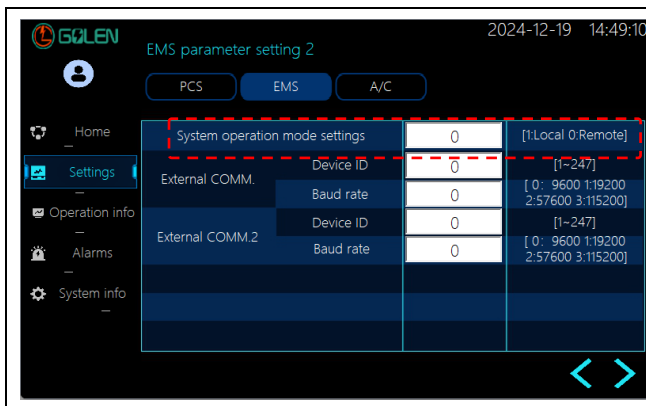 GOLEN
2024-12-19 14:49:10
EMS parameter setting 2
PCS EMS A/C
Home
Settings
Operation info
Alarms
System info
System operation mode settings 0 [1:Local 0:Remote]
External COMM. Device ID 0 [1~247]
Baud rate 0 [ 0: 9600 1:19200
2:57600 3:115200]
External COMM.2 Device ID 0 [1~247]
Baud rate 0 [ 0: 9600 1:19200
2:57600 3:115200]